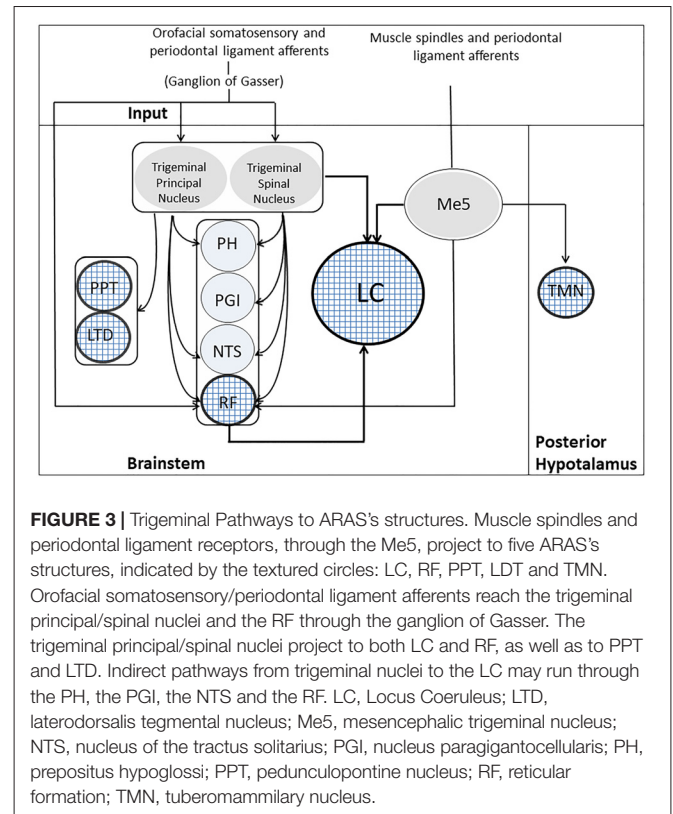 Orofacial somatosensory and
periodontal ligament afferents
(Ganglion of Gasser)
Muscle spindles and periodontal
ligament afferents
Input
Trigeminal
Principal
Nucleus
Trigeminal
Spinal
Nucleus
Me5
PH
PPT
PGI
LC
TMN
LTD
NTS
RF
Brainstem
Posterior
Hypotalamus
FIGURE 3 | Trigeminal Pathways to ARAS's structures. Muscle spindles and
periodontal ligament receptors, through the Me5, project to five ARAS's
structures, indicated by the textured circles: LC, RF, PPT, LDT and TMN.
Orofacial somatosensory/periodontal ligament afferents reach the trigeminal
principal/spinal nuclei and the RF through the ganglion of Gasser. The
trigeminal principal/spinal nuclei project to both LC and RF, as well as to PPT
and LTD. Indirect pathways from trigeminal nuclei to the LC may run through
the PH, the PGI, the NTS and the RF. LC, Locus Coeruleus; LTD,
laterodorsalis tegmental nucleus; Me5, mesencephalic trigeminal nucleus;
NTS, nucleus of the tractus solitarius; PGI, nucleus paragigantocellularis; PH,
prepositus hypoglossi; PPT, pedunculopontine nucleus; RF, reticular
formation; TMN, tuberomammilary nucleus.